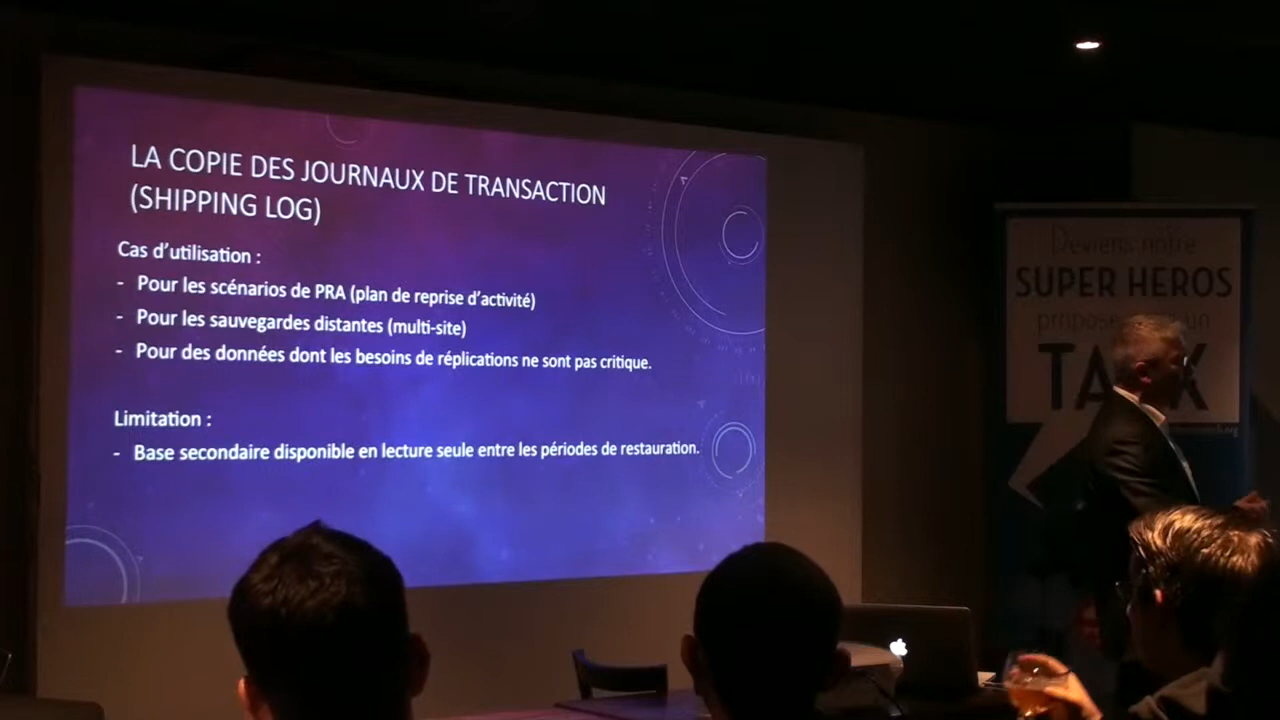 LA COPIE DES JOURNAUX DE TRANSACTION
(SHIPPING LOG)
Cas d'utilisation :
- Pour les scénarios de PRA (plan de reprise d'activité)
- Pour les sauvegardes distantes (multi-site)
- Pour des données dont les besoins de réplications ne sont pas critique.
Limitation :
- Base secondaire disponible en lecture seule entre les périodes de restauration.
Deviens notre
SUPER HEROS
propose un
TALK